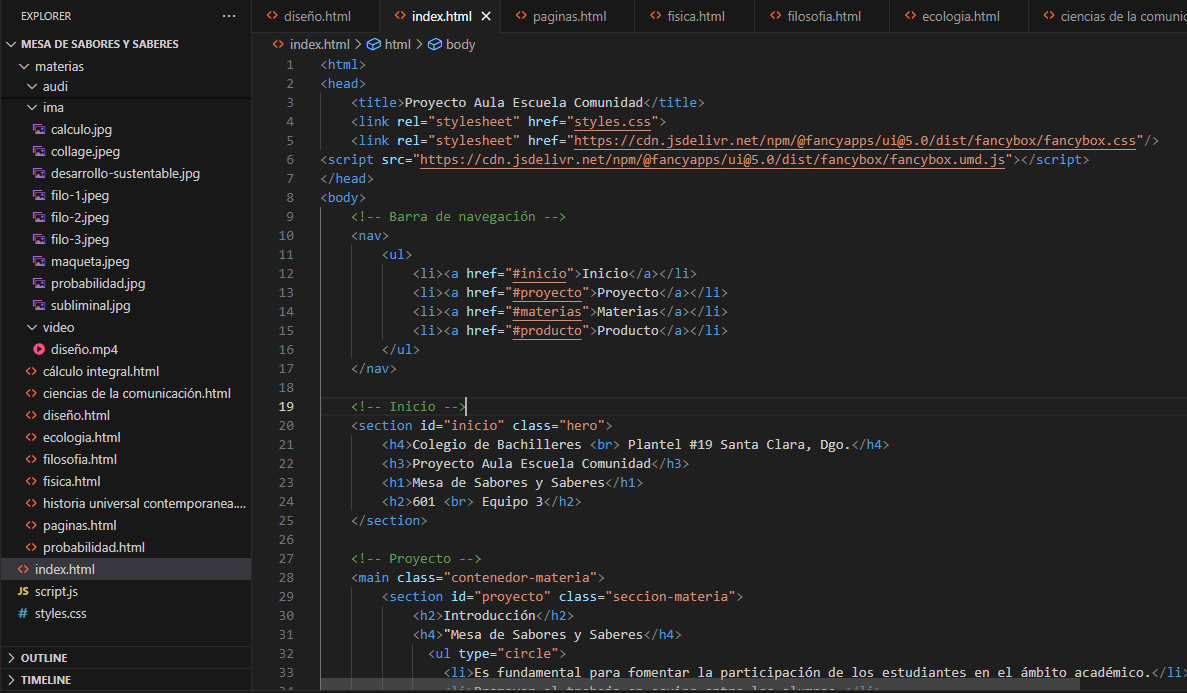 EXPLORER
MESA DE SABORES Y SABERES
materias
audi
ima
calculo.jpg
collage.jpeg
desarrollo-sustentable.jpg
filo-1.jpeg
filo-2.jpeg
filo-3.jpeg
maqueta.jpeg
probabilidad.jpg
subliminal.jpg
video
diseño.mp4
cálculo integral.html
ciencias de la comunicación.html
diseño.html
ecologia.html
filosofia.html
fisica.html
historia universal contemporanea....
paginas.html
probabilidad.html
index.html
JS script.js
# styles.css
OUTLINE
TIMELINE
diseño.html index.html paginas.html fisica.html filosofia.html ecologia.html ciencias de la comunic
index.html > html > body
1 <html>
2 <head>
3 <title>Proyecto Aula Escuela Comunidad</title>
4 <link rel="stylesheet" href="styles.css">
5 <link rel="stylesheet" href="https://cdn.jsdelivr.net/npm/@fancyapps/ui@5.0/dist/fancybox/fancybox.css"/>
6 <script src="https://cdn.jsdelivr.net/npm/@fancyapps/ui@5.0/dist/fancybox/fancybox.umd.js"></script>
7 </head>
8 <body>
9 <!-- Barra de navegación -->
10 <nav>
11 <ul>
12 <li><a href="#inicio">Inicio</a></li>
13 <li><a href="#proyecto">Proyecto</a></li>
14 <li><a href="#materias">Materias</a></li>
15 <li><a href="#producto">Producto</a></li>
16 </ul>
17 </nav>
18
19 <!-- Inicio -->
20 <section id="inicio" class="hero">
21 <h4>Colegio de Bachilleres <br> Plantel #19 Santa Clara, Dgo.</h4>
22 <h3>Proyecto Aula Escuela Comunidad</h3>
23 <h1>Mesa de Sabores y Saberes</h1>
24 <h2>601 <br> Equipo 3</h2>
25 </section>
26
27 <!-- Proyecto -->
28 <main class="contenedor-materia">
29 <section id="proyecto" class="seccion-materia">
30 <h2>Introducción</h2>
31 <h4>"Mesa de Sabores y Saberes</h4>
32 <ul type="circle">
33 <li>Es fundamental para fomentar la participación de los estudiantes en el ámbito académico.</li>